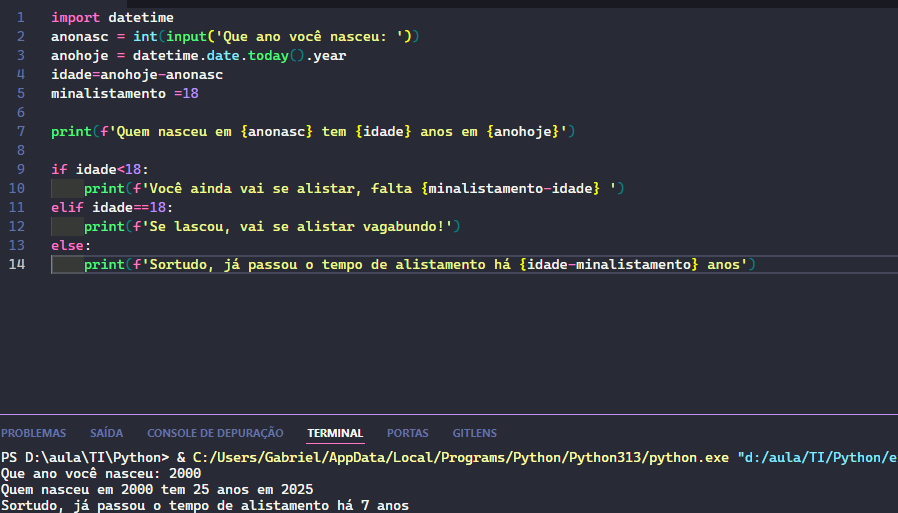 1 import datetime
2 anonasc = int(input('Que ano você nasceu: '))
3 anohoje = datetime.date.today().year
4 idade=anohoje-anonasc
5 minalistamento =18
6
7 print(f'Quem nasceu em {anonasc} tem {idade} anos em {anohoje}')
8
9 if idade<18:
10     print(f'Você ainda vai se alistar, falta {minalistamento-idade} ')
11 elif idade==18:
12     print(f'Se lascou, vai se alistar vagabundo!')
13 else:
14     print(f'Sortudo, já passou o tempo de alistamento há {idade-minalistamento} anos')
PROBLEMAS SAÍDA CONSOLE DE DEPURAÇÃO TERMINAL PORTAS GITLENS
PS D:\aula\TI\Python> & C:/Users/Gabriel/AppData/Local/Programs/Python/Python313/python.exe "d:/aula/TI/Python/e
Que ano você nasceu: 2000
Quem nasceu em 2000 tem 25 anos em 2025
Sortudo, já passou o tempo de alistamento há 7 anos